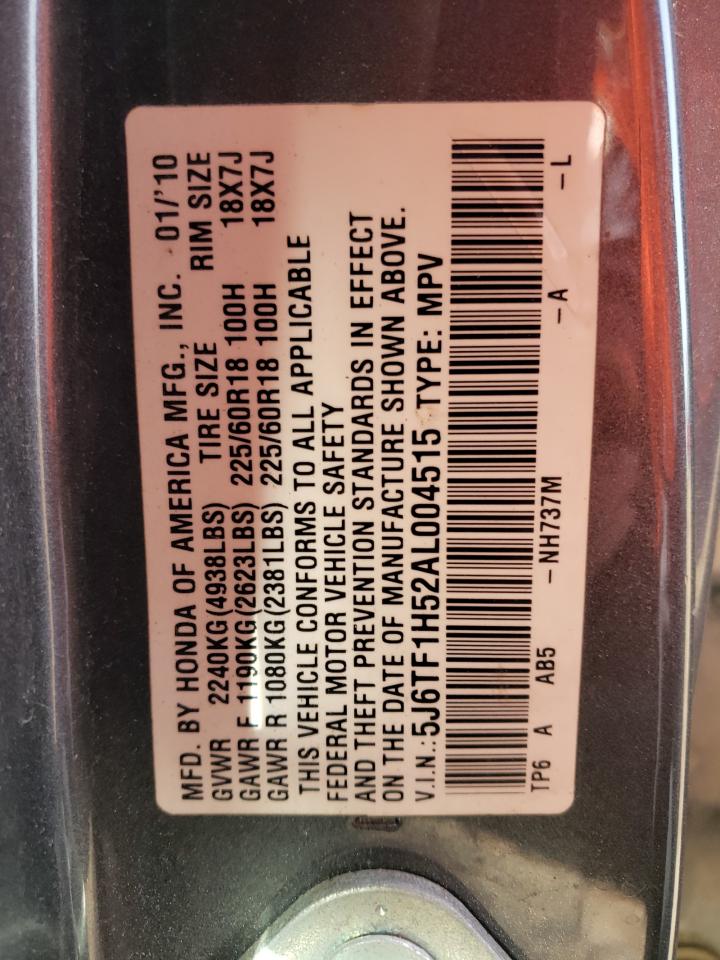 MFD. BY HONDA OF AMERICA MFG., INC. 01/'10
GVWR 2240KG(4938LBS) TIRE SIZE RIM SIZE
GAWR F 1190KG(2623LBS) 225/60R18 100H 18X7J
GAWR R 1080KG(2381LBS) 225/60R18 100H 18X7J
THIS VEHICLE CONFORMS TO ALL APPLICABLE
FEDERAL MOTOR VEHICLE SAFETY
AND THEFT PREVENTION STANDARDS IN EFFECT
ON THE DATE OF MANUFACTURE SHOWN ABOVE.
V.I.N.:5J6TF1H52AL004515 TYPE: MPV
TP6 A AB5 -NH737M -A -L